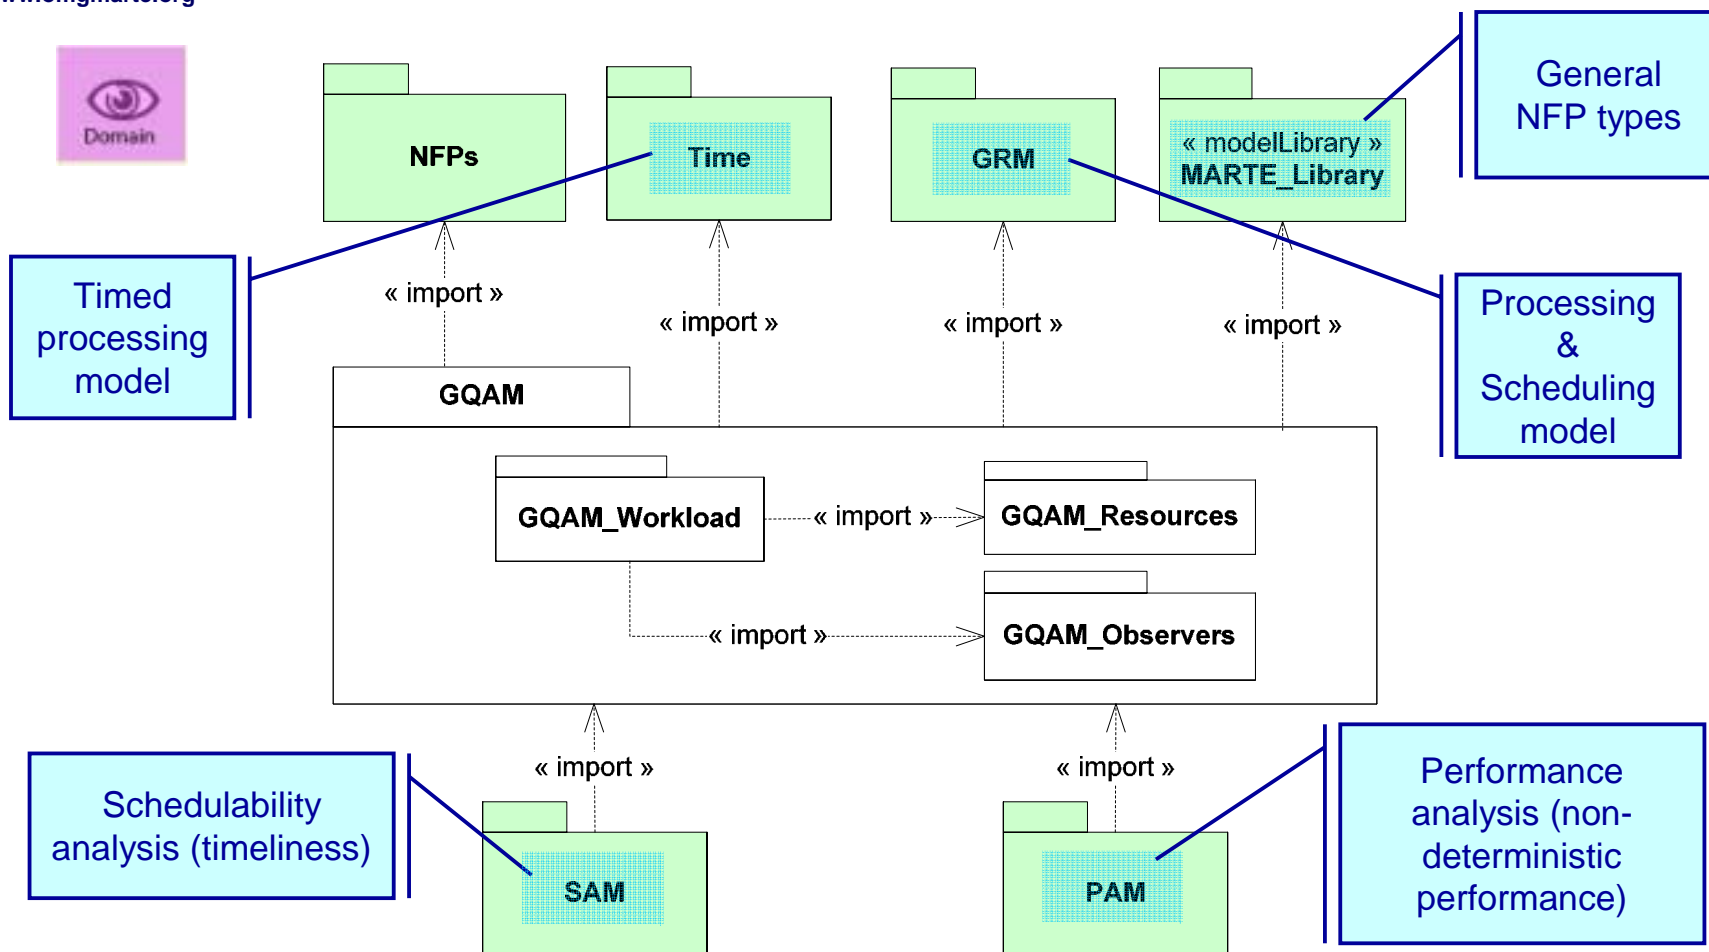 Domain
NFPs
Time
GRM
« modelLibrary »
MARTE_Library
General
NFP types
Timed
processing
model
« import »
« import »
« import »
« import »
Processing
&
Scheduling
model
GQAM
GQAM_Workload
« import »
GQAM_Resources
« import »
GQAM_Observers
« import »
« import »
Schedulability
analysis (timeliness)
SAM
PAM
Performance
analysis (non-
deterministic
performance)